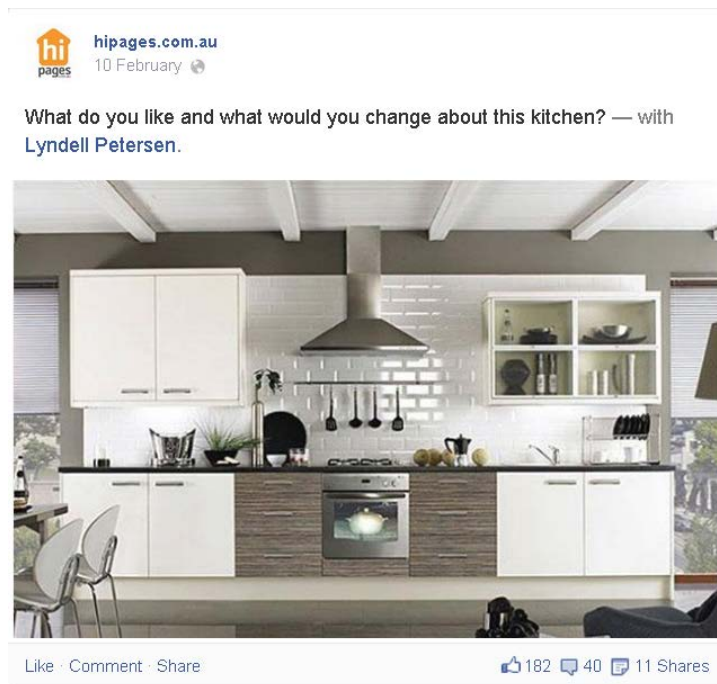 hi
pages
hipages.com.au
10 February
What do you like and what would you change about this kitchen? — with
Lyndell Petersen.
Like · Comment · Share
182 40 11 Shares